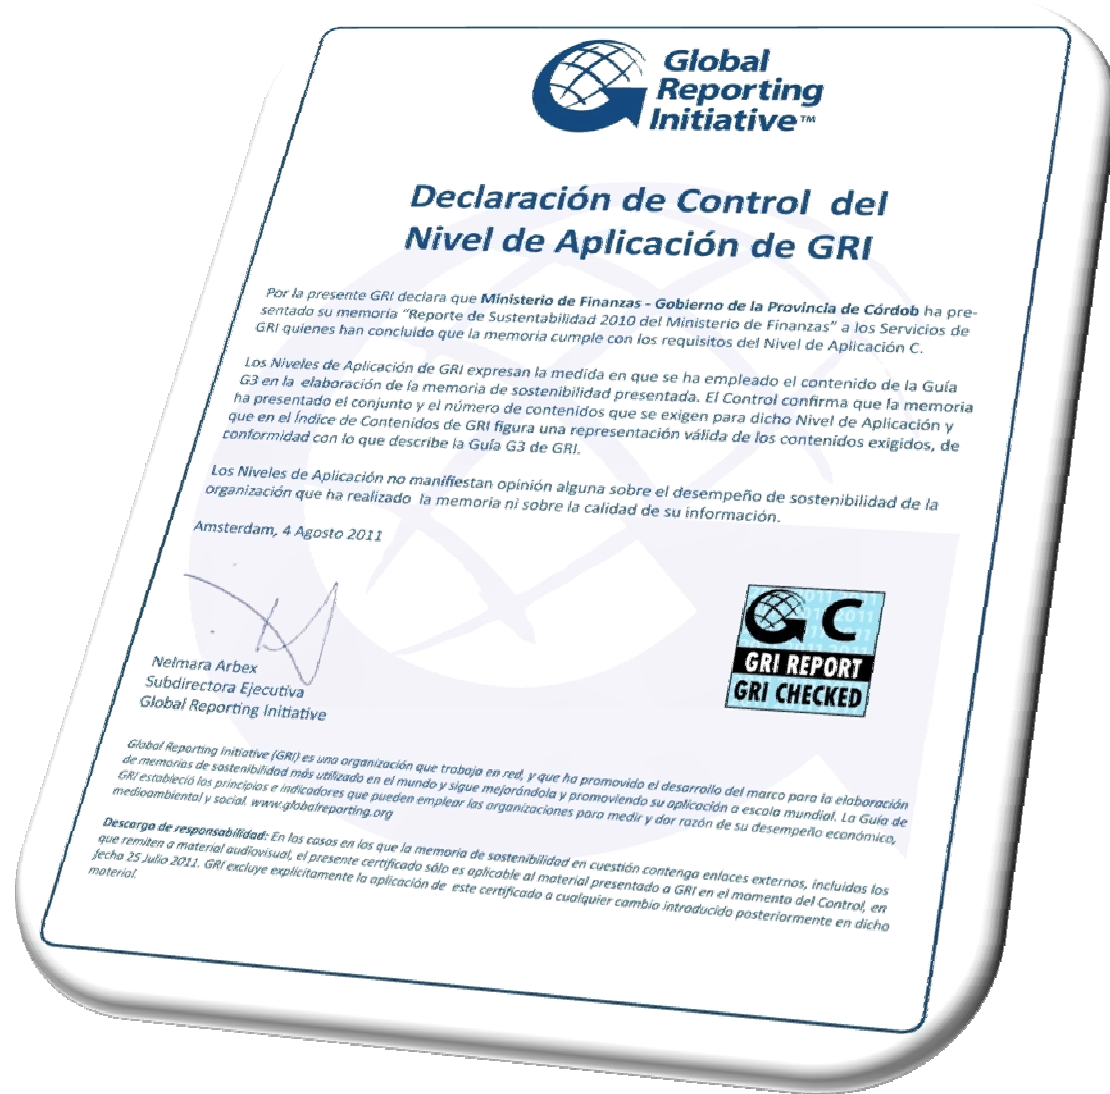 Global
Reporting
Initiative™
Declaración de Control del
Nivel de Aplicación de GRI
Por la presente GRI declara que Ministerio de Finanzas - Gobierno de la Provincia de Córdob ha pre-
sentado su memoria “Reporte de Sustentabilidad 2010 del Ministerio de Finanzas” a los Servicios de
GRI quienes han concluido que la memoria cumple con los requisitos del Nivel de Aplicación C.
Los Niveles de Aplicación de GRI expresan la medida en que se ha empleado el contenido de la Guía
G3 en la elaboración de la memoria de sostenibilidad presentada. El Control confirma que la memoria
ha presentado el conjunto y el número de contenidos que se exigen para dicho Nivel de Aplicación y
que en el Índice de Contenidos de GRI figura una representación válida de los contenidos exigidos, de
conformidad con lo que describe la Guía G3 de GRI.
Los Niveles de Aplicación no manifiestan opinión alguna sobre el desempeño de sostenibilidad de la
organización que ha realizado la memoria ni sobre la calidad de su información.
Amsterdam, 4 Agosto 2011
C
GRI REPORT
GRI CHECKED
Nelmara Arbex
Subdirectora Ejecutiva
Global Reporting Initiative
Global Reporting Initiative (GRI) es una organización que trabaja en red, y que ha promovido el desarrollo del marco para la elaboración
de memorias de sostenibilidad más utilizado en el mundo y sigue mejorándola y promoviendo su aplicación a escala mundial. La Guía de
GRI estableció los principios e indicadores que pueden emplear las organizaciones para medir y dar razón de su desempeño económico,
medioambiental y social. www.globalreporting.org
Descargo de responsabilidad: En los casos en los que la memoria de sostenibilidad en cuestión contenga enlaces externos, incluidos los
que remiten a material audiovisual, el presente certificado sólo es aplicable al material presentado a GRI en el momento del Control, en
fecha 25 Julio 2011. GRI excluye explícitamente la aplicación de este certificado a cualquier cambio introducido posteriormente en dicho
material.